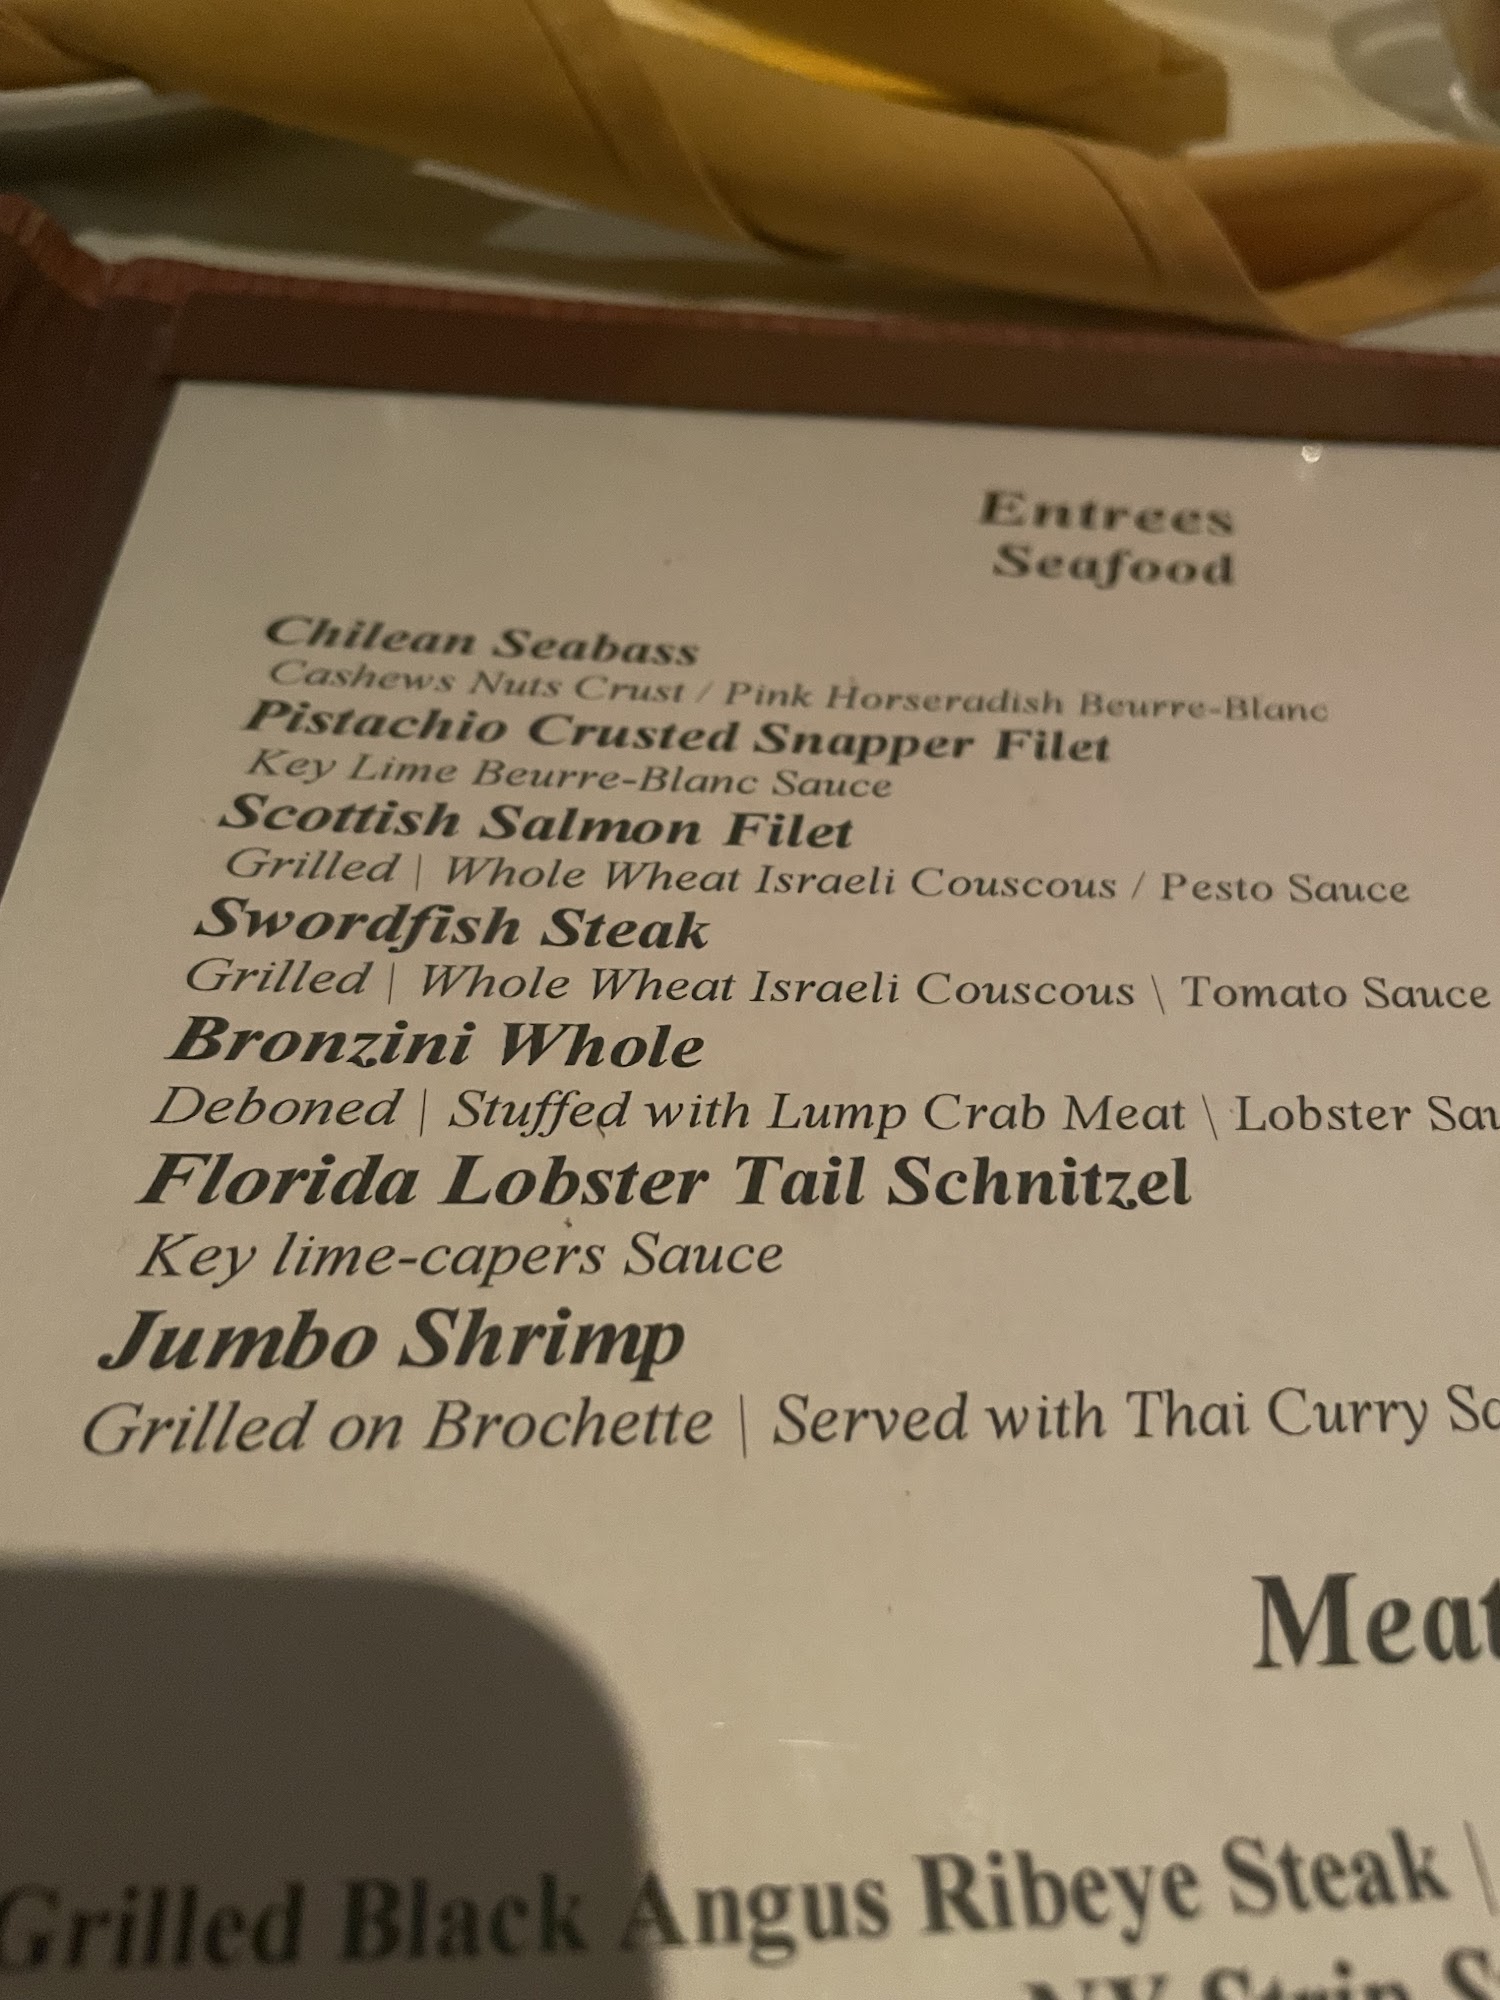 Entrees
Seafood
Chilean Seabass
Cashews Nuts Crust / Pink Horseradish Beurre-Blanc
Pistachio Crusted Snapper Filet
Key Lime Beurre-Blanc Sauce
Scottish Salmon Filet
Grilled | Whole Wheat Israeli Couscous / Pesto Sauce
Swordfish Steak
Grilled | Whole Wheat Israeli Couscous \ Tomato Sauce
Bronzini Whole
Deboned | Stuffed with Lump Crab Meat \ Lobster
Florida Lobster Tail Schnitzel
Key lime-capers Sauce
Jumbo Shrimp
Grilled on Brochette | Served with Thai Curry
Meat
Grilled Black Angus Ribeye Steak |
NY Strip